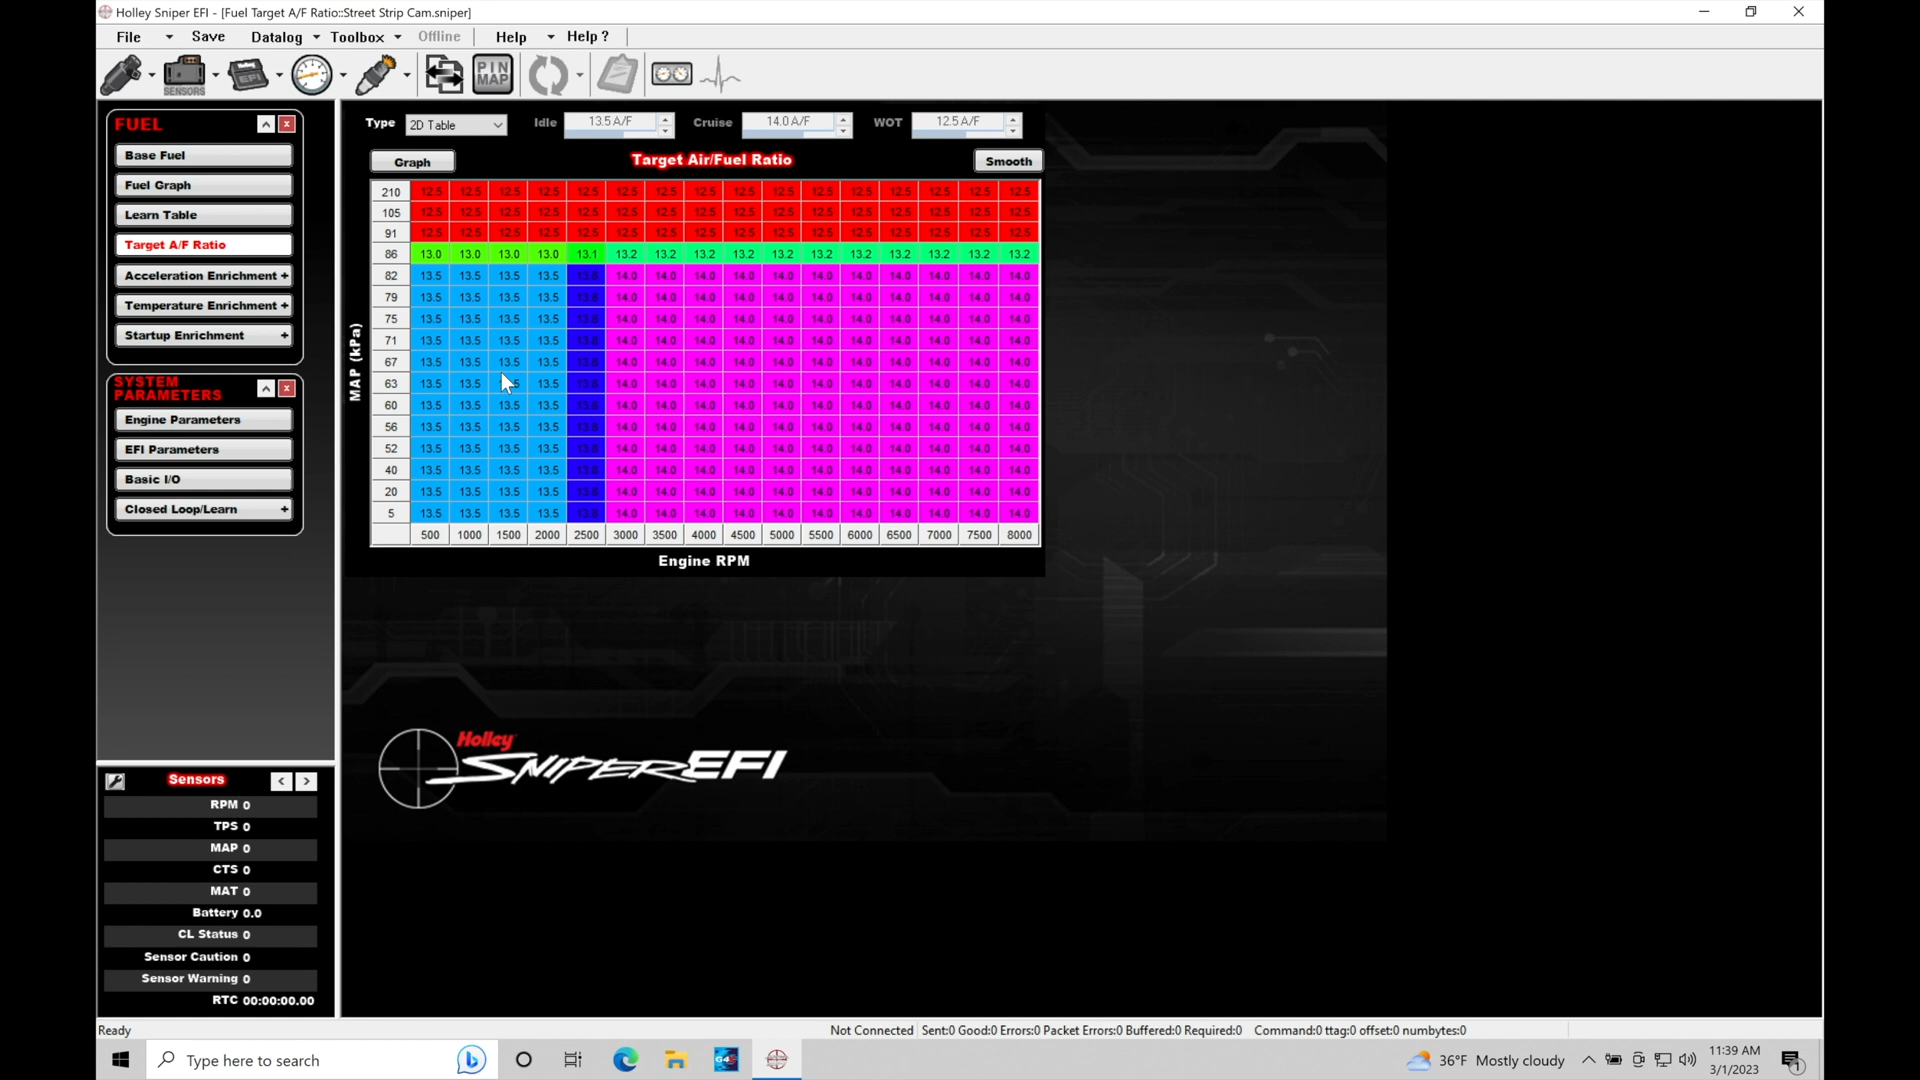 Holley Sniper EFI - [Fuel Target A/F Ratio::Street Strip Cam.sniper]
File Save Datalog Toolbox Offline Help Help ?
SENSORS EFI PIN MAP
FUEL
Base Fuel
Fuel Graph
Learn Table
Target A/F Ratio
Acceleration Enrichment +
Temperature Enrichment +
Startup Enrichment +
SYSTEM PARAMETERS
Engine Parameters
EFI Parameters
Basic I/O
Closed Loop/Learn +
Type 2D Table Idle 13.5 A/F Cruise 14.0 A/F WOT 12.5 A/F
Graph Target Air/Fuel Ratio Smooth
MAP (kPa)
210 12.5 12.5 12.5 12.5 12.5 12.5 12.5 12.5 12.5 12.5 12.5 12.5 12.5 12.5 12.5 12.5
105 12.5 12.5 12.5 12.5 12.5 12.5 12.5 12.5 12.5 12.5 12.5 12.5 12.5 12.5 12.5 12.5
91 12.5 12.5 12.5 12.5 12.5 12.5 12.5 12.5 12.5 12.5 12.5 12.5 12.5 12.5 12.5 12.5
86 13.0 13.0 13.0 13.0 13.1 13.2 13.2 13.2 13.2 13.2 13.2 13.2 13.2 13.2 13.2 13.2
82 13.5 13.5 13.5 13.5 14.0 14.0 14.0 14.0 14.0 14.0 14.0 14.0 14.0 14.0 14.0
79 13.5 13.5 13.5 13.5 14.0 14.0 14.0 14.0 14.0 14.0 14.0 14.0 14.0 14.0 14.0
75 13.5 13.5 13.5 13.5 14.0 14.0 14.0 14.0 14.0 14.0 14.0 14.0 14.0 14.0 14.0
71 13.5 13.5 13.5 13.5 14.0 14.0 14.0 14.0 14.0 14.0 14.0 14.0 14.0 14.0 14.0
67 13.5 13.5 13.5 13.5 14.0 14.0 14.0 14.0 14.0 14.0 14.0 14.0 14.0 14.0 14.0
63 13.5 13.5 13.5 14.0 14.0 14.0 14.0 14.0 14.0 14.0 14.0 14.0 14.0 14.0
60 13.5 13.5 13.5 13.5 14.0 14.0 14.0 14.0 14.0 14.0 14.0 14.0 14.0 14.0 14.0
56 13.5 13.5 13.5 13.5 14.0 14.0 14.0 14.0 14.0 14.0 14.0 14.0 14.0 14.0 14.0
52 13.5 13.5 13.5 13.5 14.0 14.0 14.0 14.0 14.0 14.0 14.0 14.0 14.0 14.0 14.0
40 13.5 13.5 13.5 13.5 14.0 14.0 14.0 14.0 14.0 14.0 14.0 14.0 14.0 14.0 14.0
20 13.5 13.5 13.5 13.5 14.0 14.0 14.0 14.0 14.0 14.0 14.0 14.0 14.0 14.0 14.0
5 13.5 13.5 13.5 13.5 14.0 14.0 14.0 14.0 14.0 14.0 14.0 14.0 14.0 14.0 14.0
500 1000 1500 2000 2500 3000 3500 4000 4500 5000 5500 6000 6500 7000 7500 8000
Engine RPM
Holley
SNIPER EFI
Sensors
RPM 0
TPS 0
MAP 0
CTS 0
MAT 0
Battery 0.0
CL Status 0
Sensor Caution 0
Sensor Warning 0
RTC 00:00:00.00
Ready Not Connected Sent:0 Good:0 Errors:0 Packet Errors:0 Buffered:0 Required:0 Command:0 ttag:0 offset:0 numbytes:0
Type here to search
36°F Mostly cloudy
11:39 AM
3/1/2023
1